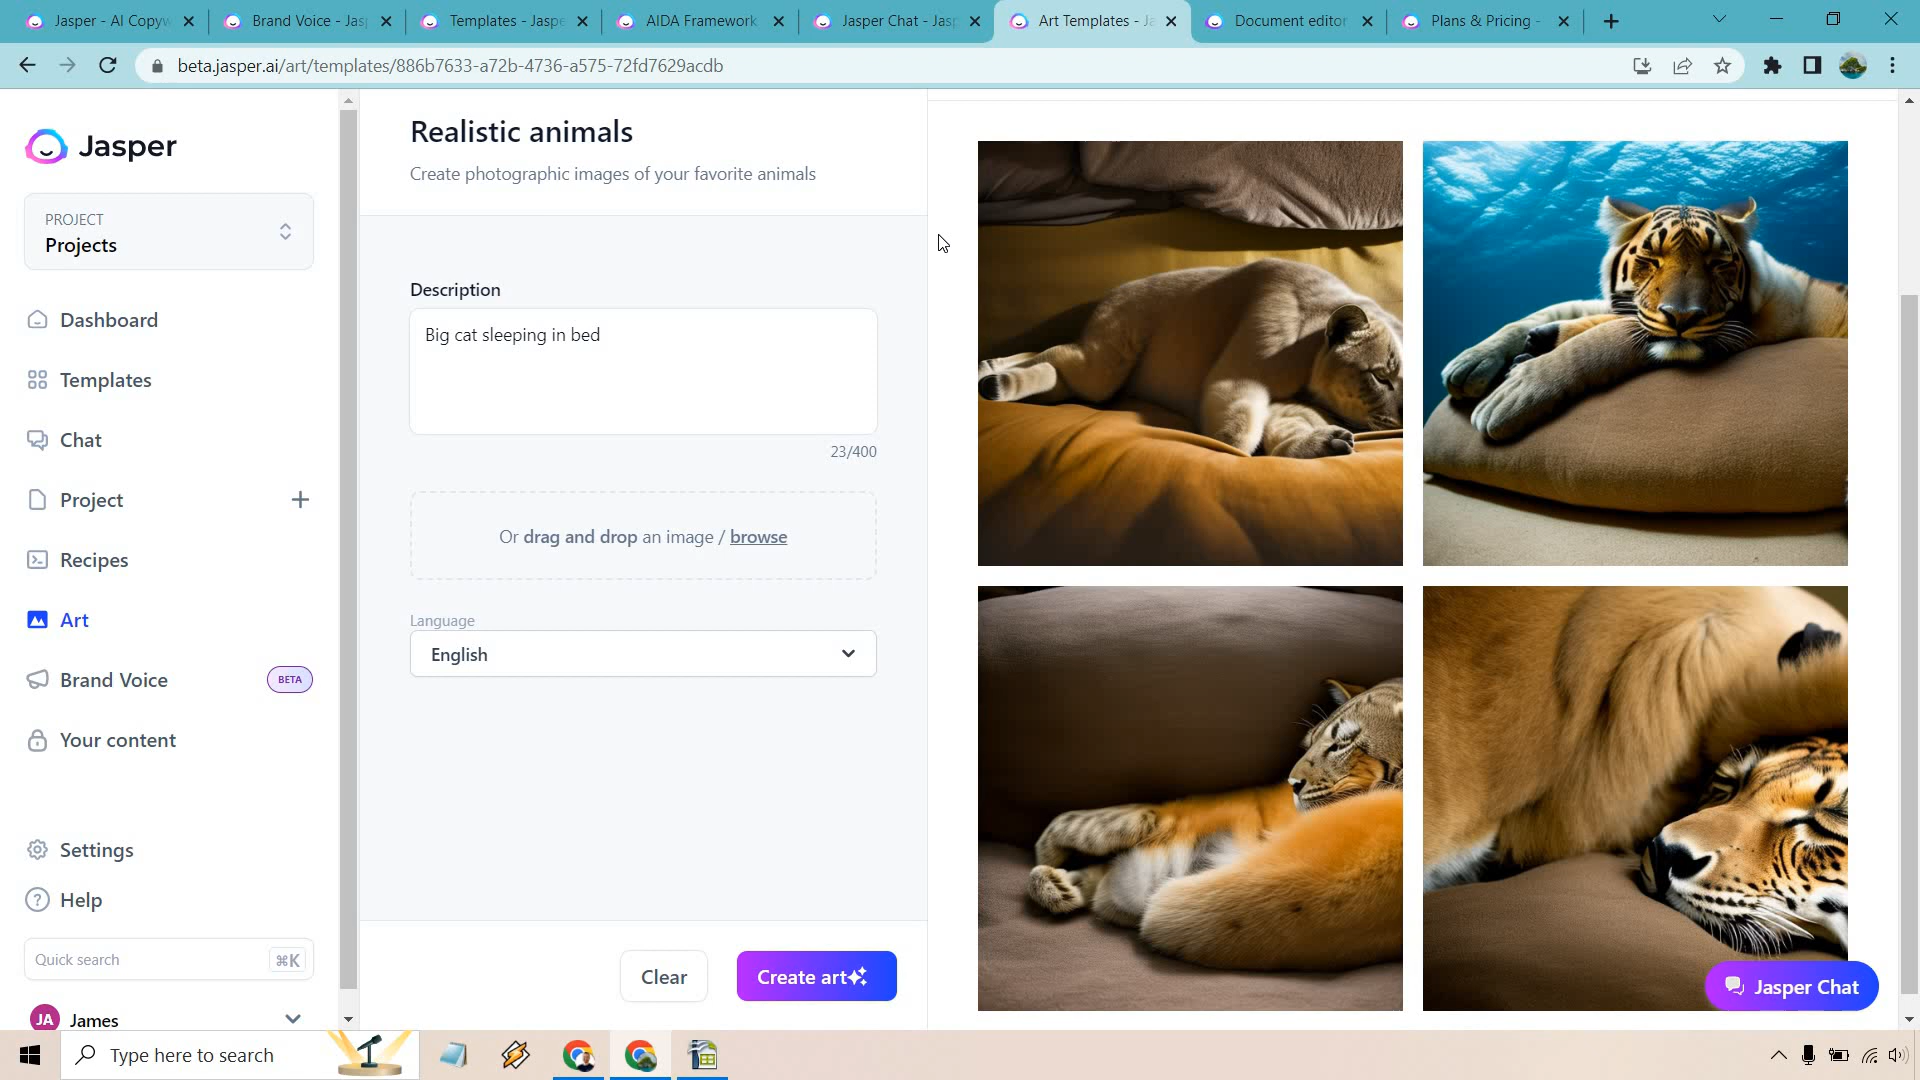 Jasper - AI Copyw
Brand Voice - Jasp
Templates - Jaspe
AIDA Framework
Jasper Chat - Jasp
Art Templates - Ja
Document editor
Plans & Pricing -
beta.jasper.ai/art/templates/886b7633-a72b-4736-a575-72fd7629acdb
Jasper
PROJECT
Projects
Dashboard
Templates
Chat
Project
Recipes
Art
Brand Voice
BETA
Your content
Settings
Help
Quick search
⌘K
JA
James
Realistic animals
Create photographic images of your favorite animals
Description
Big cat sleeping in bed
23/400
Or drag and drop an image / browse
Language
English
Clear
Create art
Jasper Chat
Type here to search